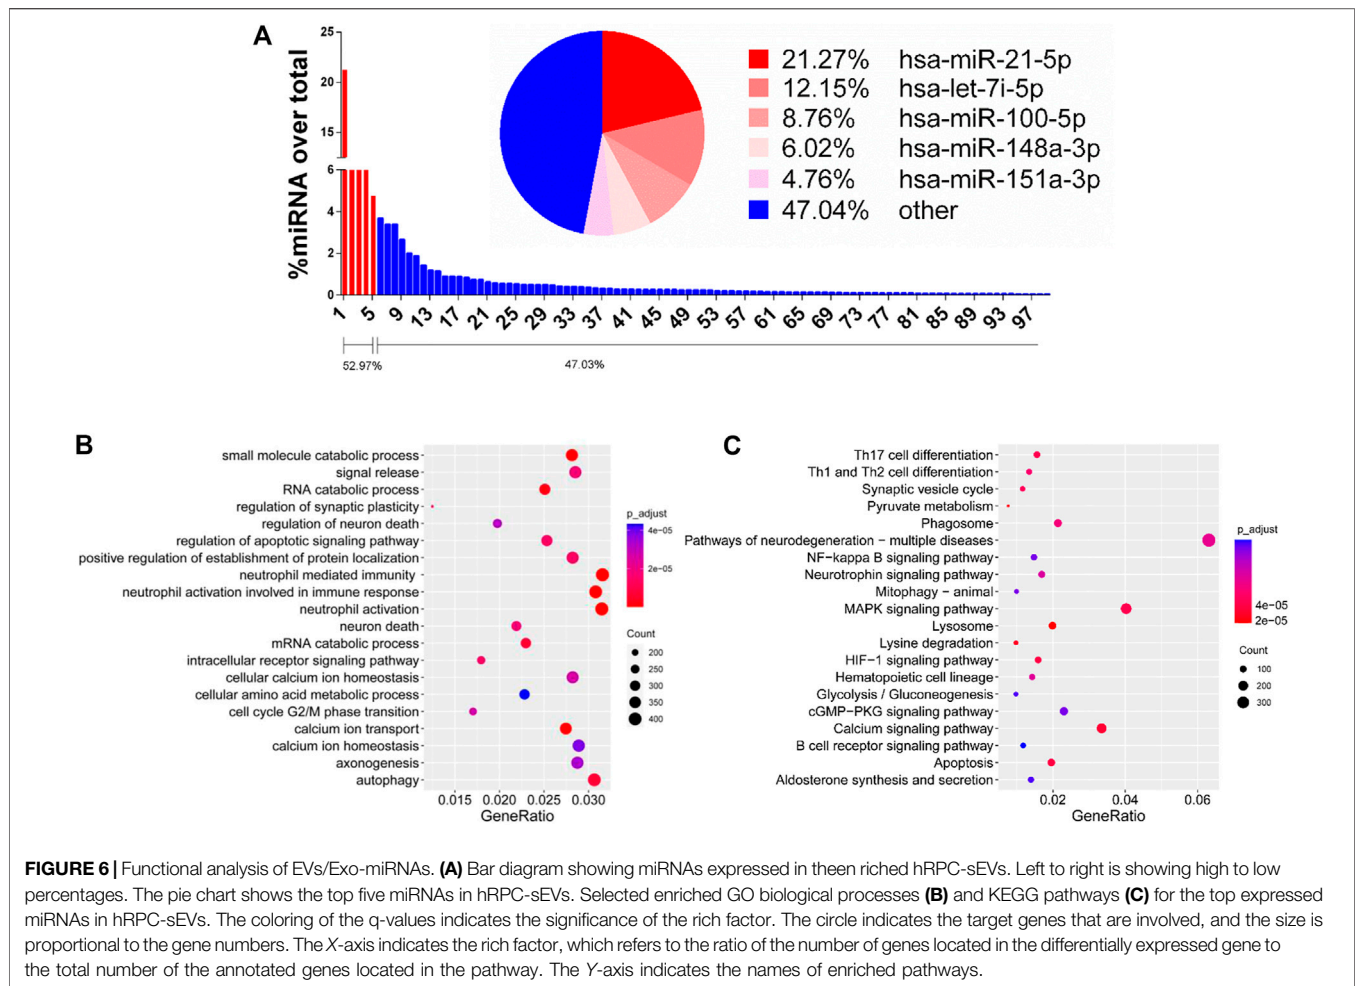 A
%miRNA over total
25
20
15
6
4
2
0
1 5 9 13 17 21 25 29 33 37 41 45 49 53 57 61 65 69 73 77 81 85 89 93 97
52.97% 47.03%
21.27% hsa-miR-21-5p
12.15% hsa-let-7i-5p
8.76% hsa-miR-100-5p
6.02% hsa-miR-148a-3p
4.76% hsa-miR-151a-3p
47.04% other
B
small molecule catabolic process
signal release
RNA catabolic process
regulation of synaptic plasticity
regulation of neuron death
regulation of apoptotic signaling pathway
positive regulation of establishment of protein localization
neutrophil mediated immunity
neutrophil activation involved in immune response
neutrophil activation
neuron death
mRNA catabolic process
intracellular receptor signaling pathway
cellular calcium ion homeostasis
cellular amino acid metabolic process
cell cycle G2/M phase transition
calcium ion transport
calcium ion homeostasis
axonogenesis
autophagy
0.015 0.020 0.025 0.030
GeneRatio
p_adjust
4e-05
2e-05
Count
200
250
300
350
400
C
Th17 cell differentiation
Th1 and Th2 cell differentiation
Synaptic vesicle cycle
Pyruvate metabolism
Phagosome
Pathways of neurodegeneration − multiple diseases
NF−kappa B signaling pathway
Neurotrophin signaling pathway
Mitophagy − animal
MAPK signaling pathway
Lysosome
Lysine degradation
HIF−1 signaling pathway
Hematopoietic cell lineage
Glycolysis / Gluconeogenesis
cGMP−PKG signaling pathway
Calcium signaling pathway
B cell receptor signaling pathway
Apoptosis
Aldosterone synthesis and secretion
0.02 0.04 0.06
GeneRatio
p_adjust
4e-05
2e-05
Count
100
200
300
FIGURE 6 | Functional analysis of EVs/Exo-miRNAs. (A) Bar diagram showing miRNAs expressed in theen riched hRPC-sEVs. Left to right is showing high to low
percentages. The pie chart shows the top five miRNAs in hRPC-sEVs. Selected enriched GO biological processes (B) and KEGG pathways (C) for the top expressed
miRNAs in hRPC-sEVs. The coloring of the q-values indicates the significance of the rich factor. The circle indicates the target genes that are involved, and the size is
proportional to the gene numbers. The X-axis indicates the rich factor, which refers to the ratio of the number of genes located in the differentially expressed gene to
the total number of the annotated genes located in the pathway. The Y-axis indicates the names of enriched pathways.